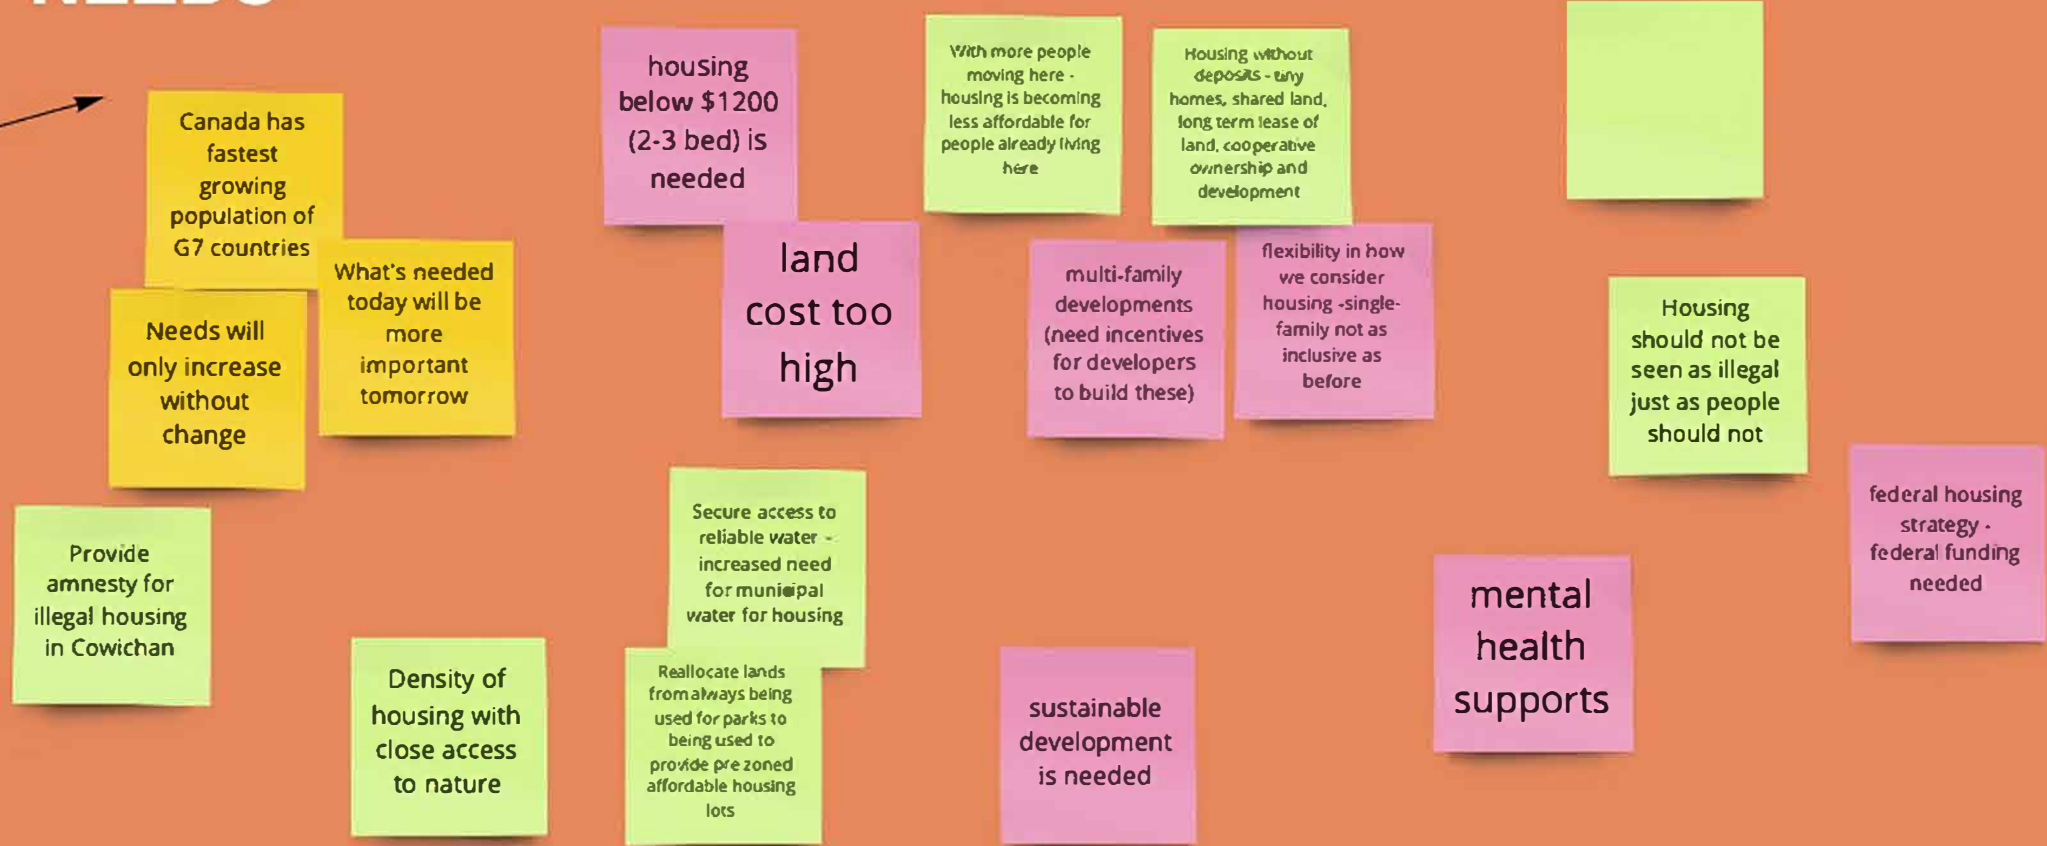 NEEDS
Canada has
fastest
growing
population of
G7 countries
What's needed
today will be
more
important
tomorrow
Needs will
only increase
without
change
Provide
amnesty for
illegal housing
in Cowichan
Density of
housing with
close access
to nature
housing
below $1200
(2-3 bed) is
needed
land
cost too
high
With more people
moving here -
housing is becoming
less affordable for
people already living
here
Housing without
deposits - tiny
homes, shared land,
long term lease of
land, cooperative
ownership and
development
multi-family
developments
(need incentives
for developers
to build these)
flexibility in how
we consider
housing -single-
family not as
inclusive as
before
Secure access to
reliable water -
increased need
for municipal
water for housing
Reallocate lands
from always being
used for parks to
being used to
provide pre zoned
affordable housing
lots
sustainable
development
is needed
Housing
should not be
seen as illegal
just as people
should not
mental
health
supports
federal housing
strategy -
federal funding
needed